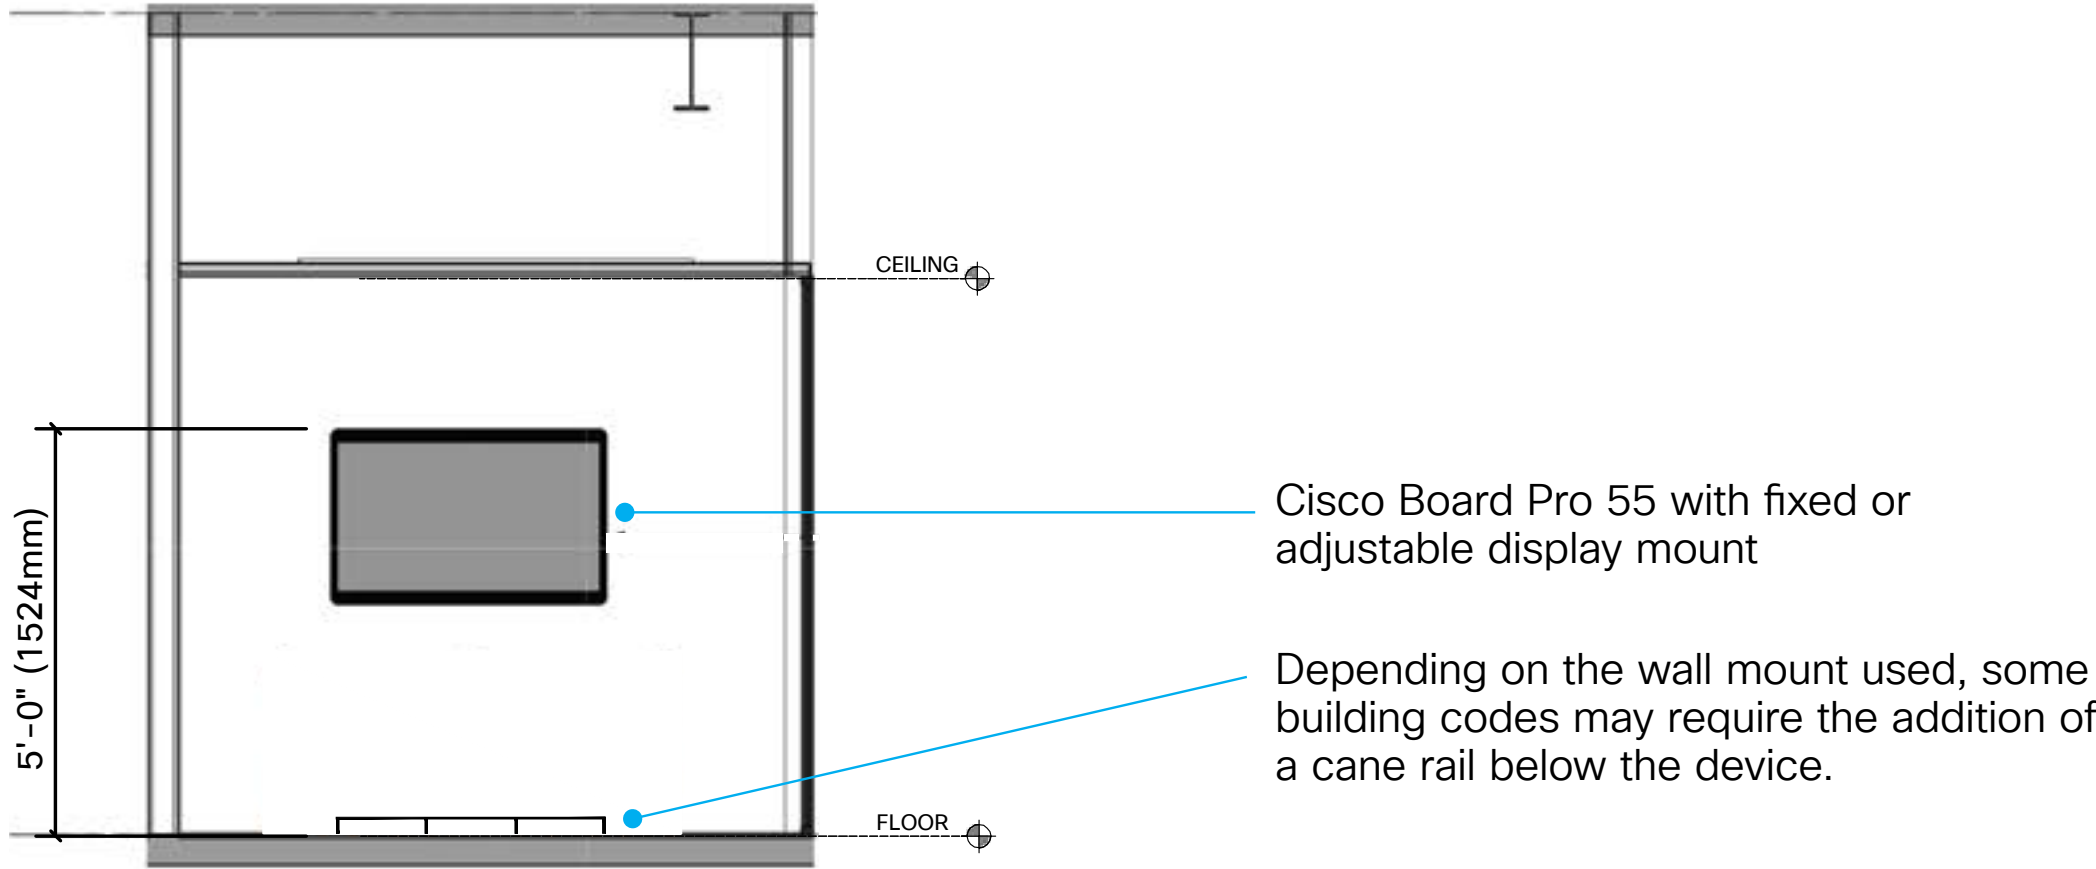 CEILING
5'-0" (1524mm)
Cisco Board Pro 55 with fixed or
adjustable display mount
Depending on the wall mount used, some
building codes may require the addition of
a cane rail below the device.
FLOOR